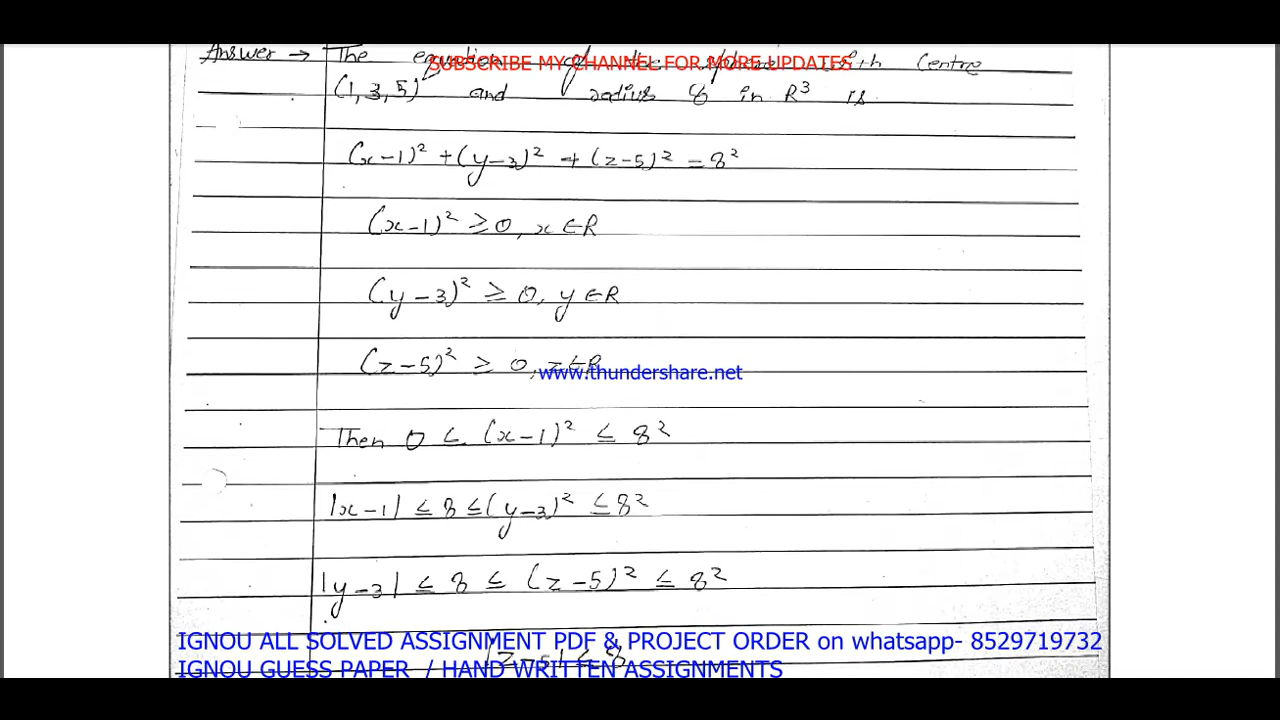 Answer → The equation of the sphere with Centre
SUBSCRIBE MY CHANNEL FOR MORE UPDATES
(1, 3, 5) and radius 8 in R³ is
(x-1)² + (y-3)² + (z-5)² = 8²
(x-1)² ≥ 0, x ∈ R
(y-3)² ≥ 0, y ∈ R
(z-5)² ≥ 0, z ∈ R
www.thundershare.net
Then 0 ≤ (x-1)² ≤ 8²
|x-1| ≤ 8 ≤ (y-3)² ≤ 8²
|y-3| ≤ 8 ≤ (z-5)² ≤ 8²
IGNOU ALL SOLVED ASSIGNMENT PDF & PROJECT ORDER on whatsapp- 8529719732
|z-5| ≤ 8
IGNOU GUESS PAPER / HAND WRITTEN ASSIGNMENTS